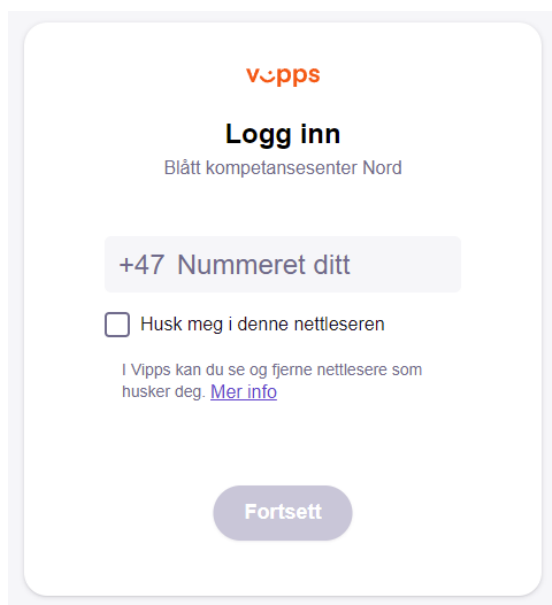 vipps
Logg inn
Blått kompetansesenter Nord
+47 Nummeret ditt
Husk meg i denne nettleseren
I Vipps kan du se og fjerne nettlesere som
husker deg. Mer info
Fortsett